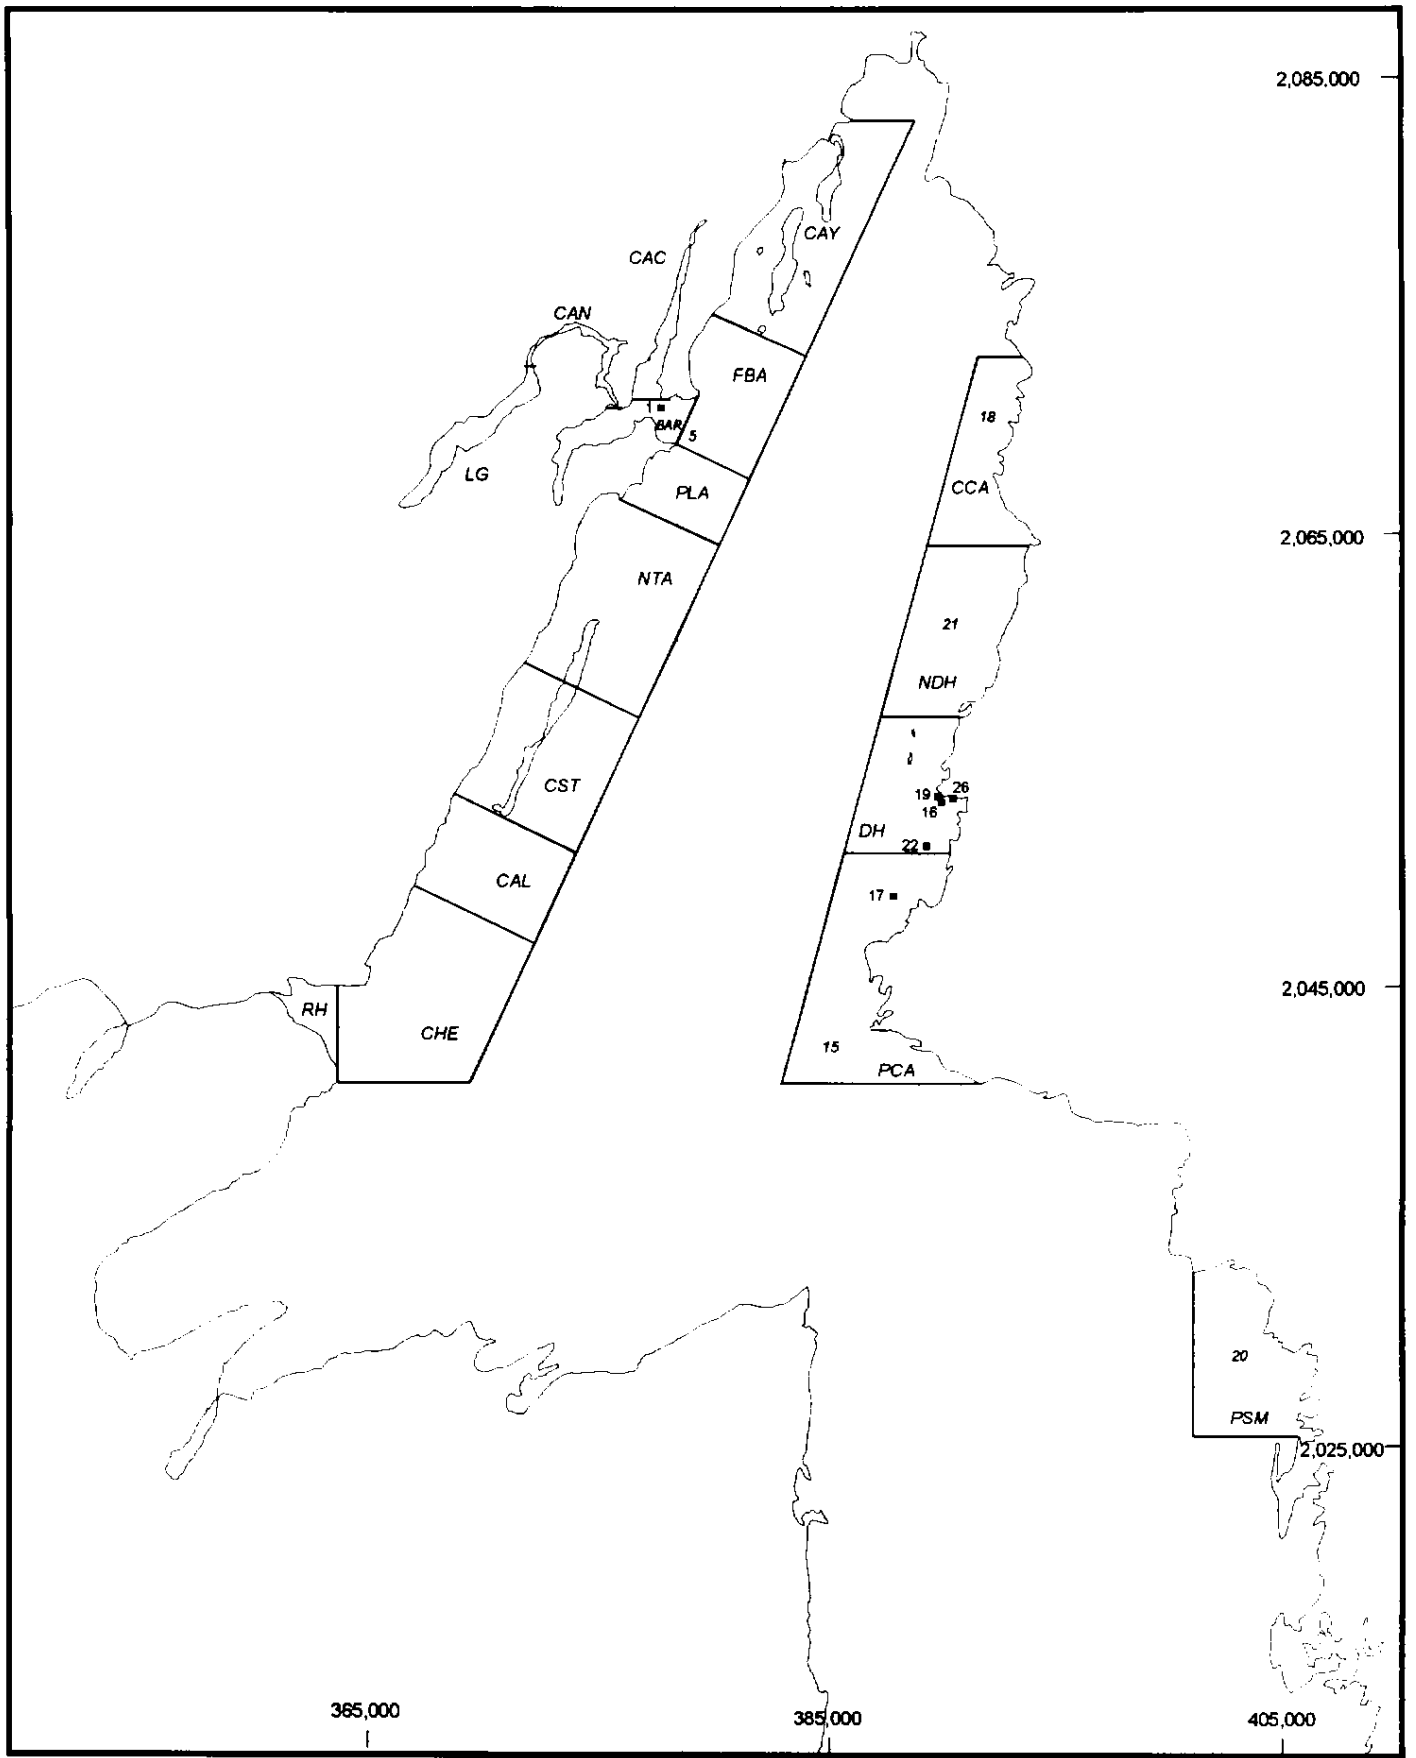 2,085,000
CAY
CAC
CAN
FBA
1
BAR
5
18
LG
CCA
PLA
2,065,000
NTA
21
NDH
CST
19
26
16
DH
22
CAL
17
2,045,000
RH
CHE
15
PCA
20
PSM
2,025,000
365,000
385,000
405,000